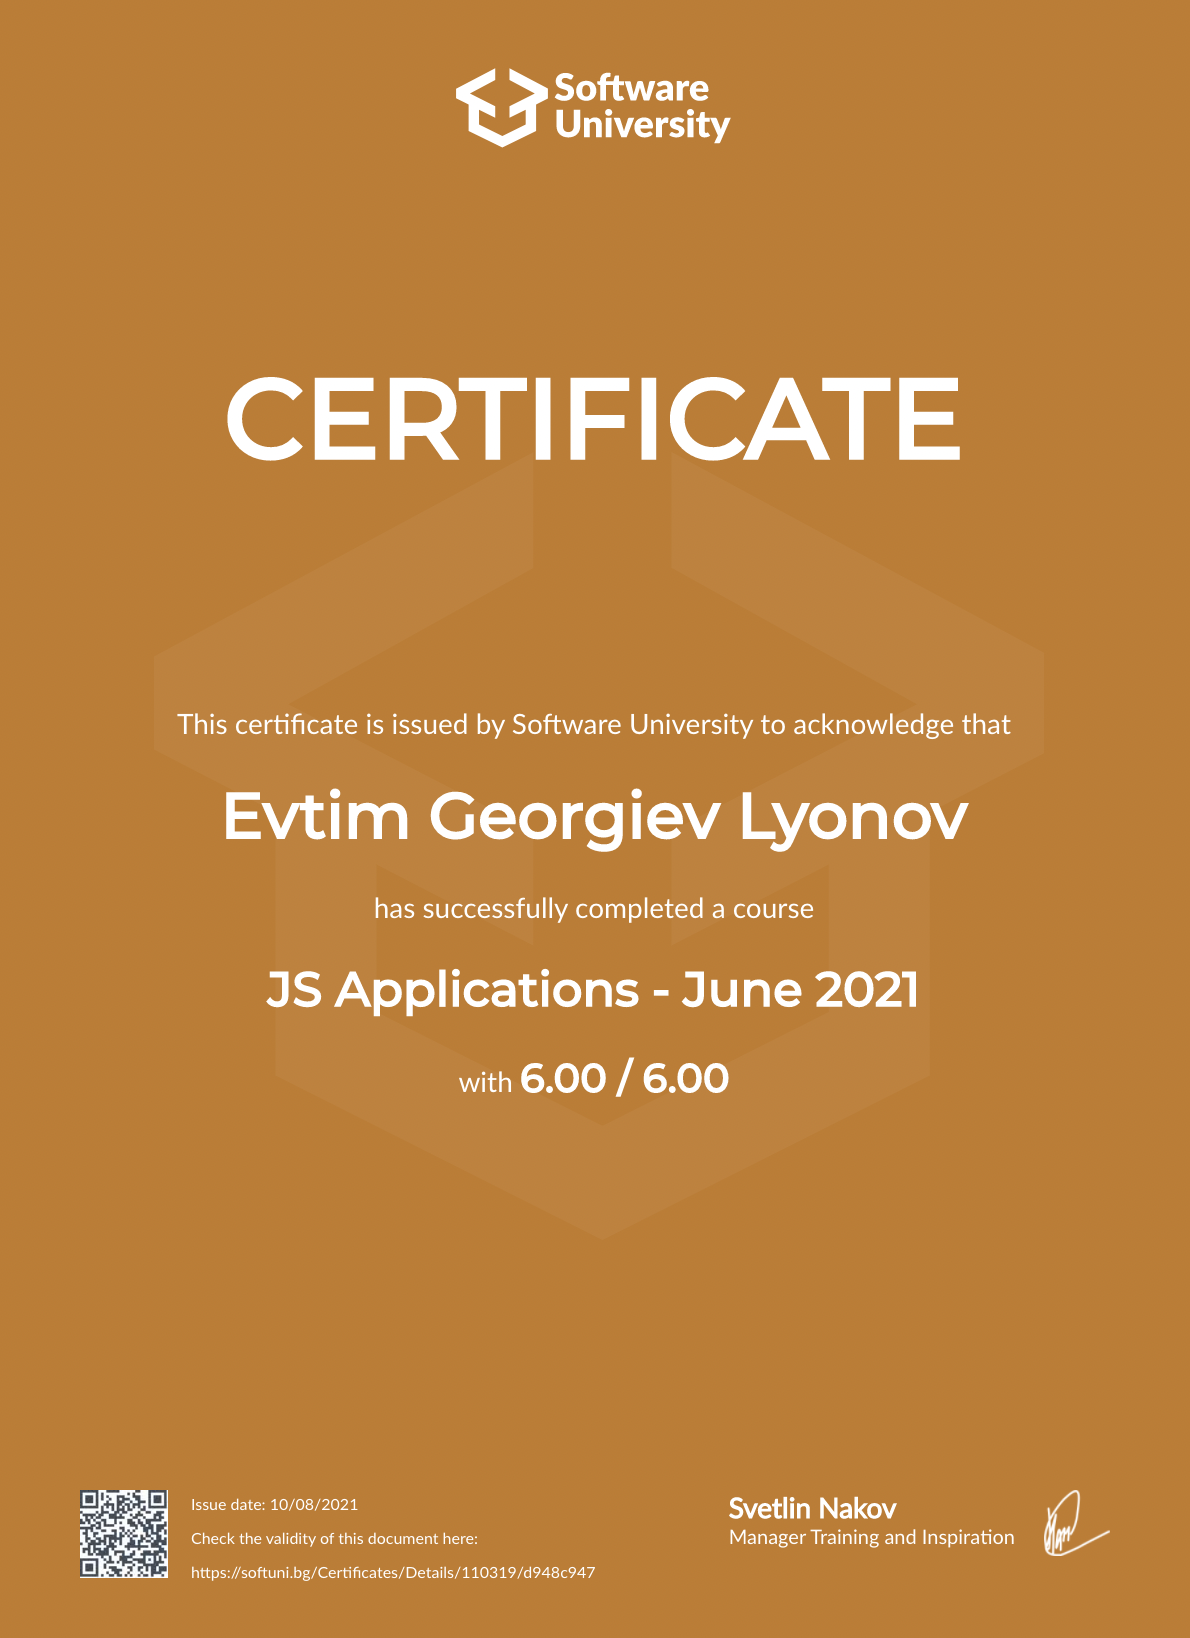 Software
University
CERTIFICATE
This certificate is issued by Software University to acknowledge that
Evtim Georgiev Lyonov
has successfully completed a course
JS Applications - June 2021
with 6.00 / 6.00
Issue date: 10/08/2021
Check the validity of this document here:
https://softuni.bg/Certificates/Details/110319/d948c947
Svetlin Nakov
Manager Training and Inspiration